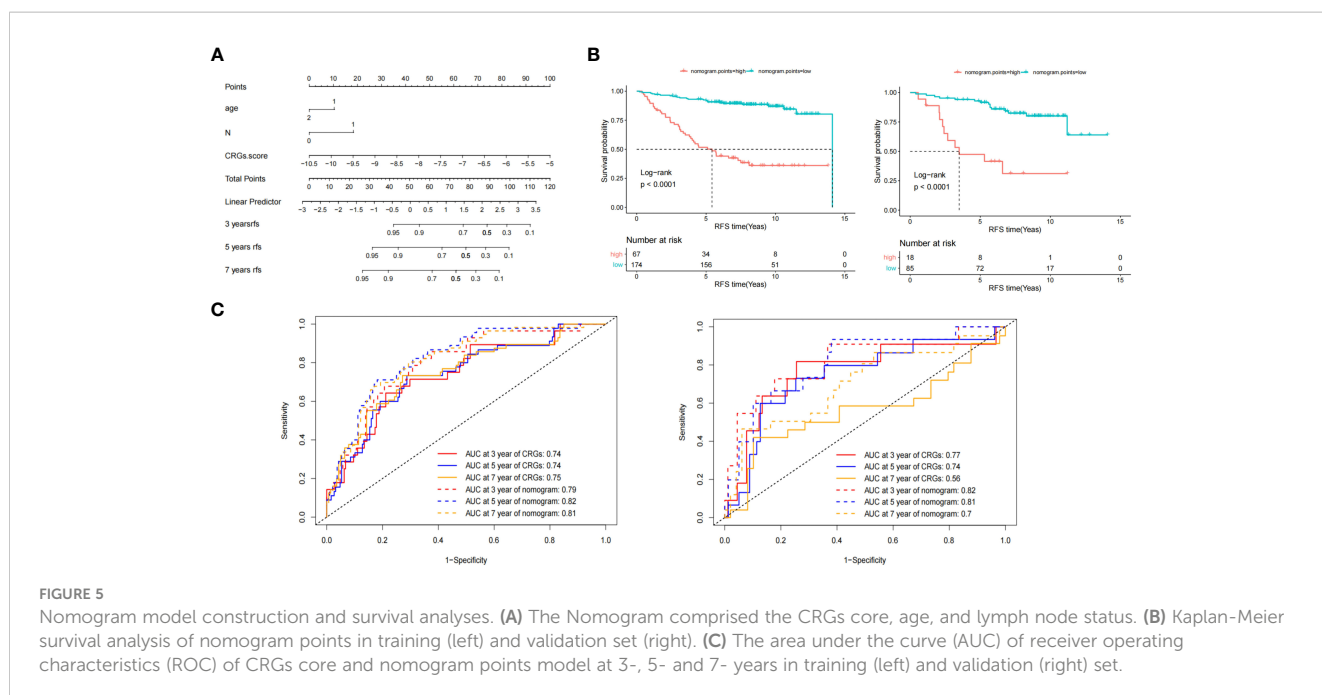 A
Points
0 10 20 30 40 50 60 70 80 90 100
age
1
2
N
1
0
CRGs.score
−10.5 −10 −9.5 −9 −8.5 −8 −7.5 −7 −6.5 −6 −5.5 −5
Total Points
0 10 20 30 40 50 60 70 80 90 100 110 120
Linear Predictor
−3 −2.5 −2 −1.5 −1 −0.5 0 0.5 1 1.5 2 2.5 3 3.5
3 yearsrfs
0.95 0.9 0.7 0.5 0.3 0.1
5 years rfs
0.95 0.9 0.7 0.5 0.3 0.1
7 years rfs
0.95 0.9 0.7 0.5 0.3 0.1
B
nomogram.points=high nomogram.points=low
Survival probability
1.00
0.75
0.50
0.25
0.00
Log−rank
p < 0.0001
0 5 10 15
RFS time(Yeas)
Number at risk
high 67 34 8 0
low 174 156 51 0
0 5 10 15
RFS time(Yeas)
nomogram.points=high nomogram.points=low
Survival probability
1.00
0.75
0.50
0.25
0.00
Log−rank
p < 0.0001
0 5 10 15
RFS time(Yeas)
Number at risk
high 18 8 1 0
low 85 72 17 0
0 5 10 15
RFS time(Yeas)
C
Sensitivity
1.0
0.8
0.6
0.4
0.2
0.0
AUC at 3 year of CRGs: 0.74
AUC at 5 year of CRGs: 0.74
AUC at 7 year of CRGs: 0.75
AUC at 3 year of nomogram: 0.79
AUC at 5 year of nomogram: 0.82
AUC at 7 year of nomogram: 0.81
0.0 0.2 0.4 0.6 0.8 1.0
1−Specificity
Sensitivity
1.0
0.8
0.6
0.4
0.2
0.0
AUC at 3 year of CRGs: 0.77
AUC at 5 year of CRGs: 0.74
AUC at 7 year of CRGs: 0.56
AUC at 3 year of nomogram: 0.82
AUC at 5 year of nomogram: 0.81
AUC at 7 year of nomogram: 0.7
0.0 0.2 0.4 0.6 0.8 1.0
1−Specificity
FIGURE 5
Nomogram model construction and survival analyses. (A) The Nomogram comprised the CRGs core, age, and lymph node status. (B) Kaplan-Meier
survival analysis of nomogram points in training (left) and validation set (right). (C) The area under the curve (AUC) of receiver operating
characteristics (ROC) of CRGs core and nomogram points model at 3-, 5- and 7- years in training (left) and validation (right) set.